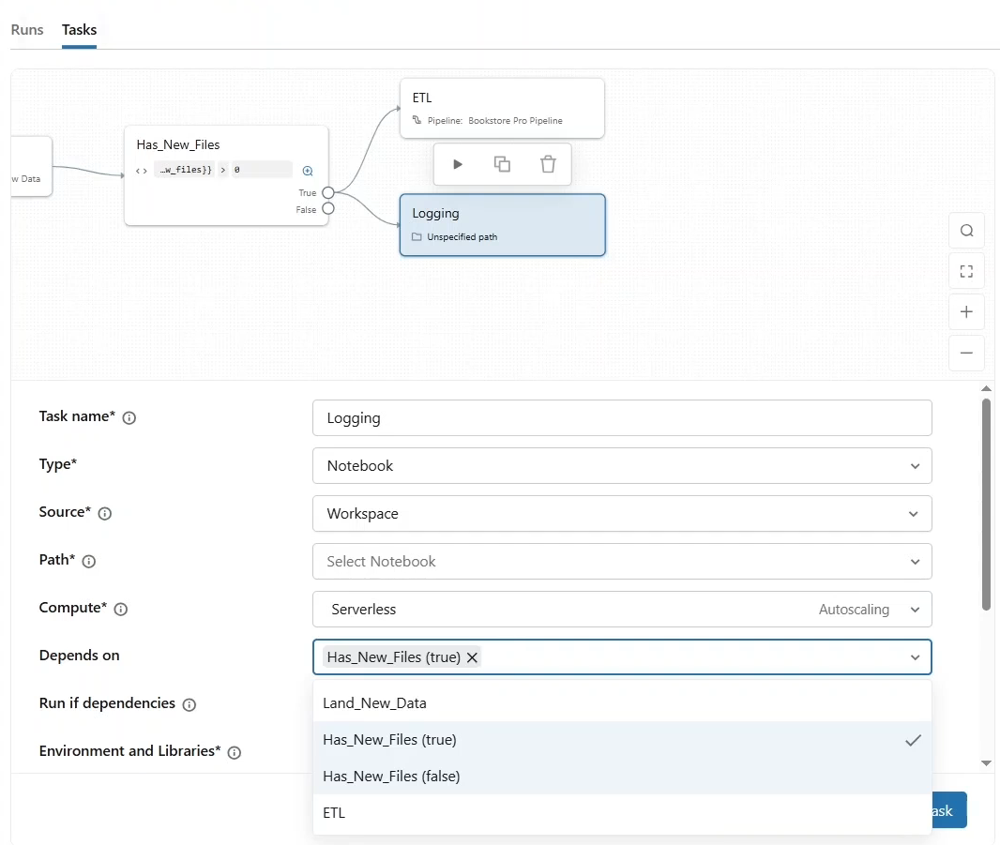 Runs Tasks
ETL
Pipeline: Bookstore Pro Pipeline
Has_New_Files
w Data
…w_files}} > 0
True
False
Logging
Unspecified path
Task name*
Logging
Type*
Notebook
Source*
Workspace
Path*
Select Notebook
Compute*
Serverless Autoscaling
Depends on
Has_New_Files (true)
Run if dependencies
Land_New_Data
Has_New_Files (true)
Environment and Libraries*
Has_New_Files (false)
ETL
ask